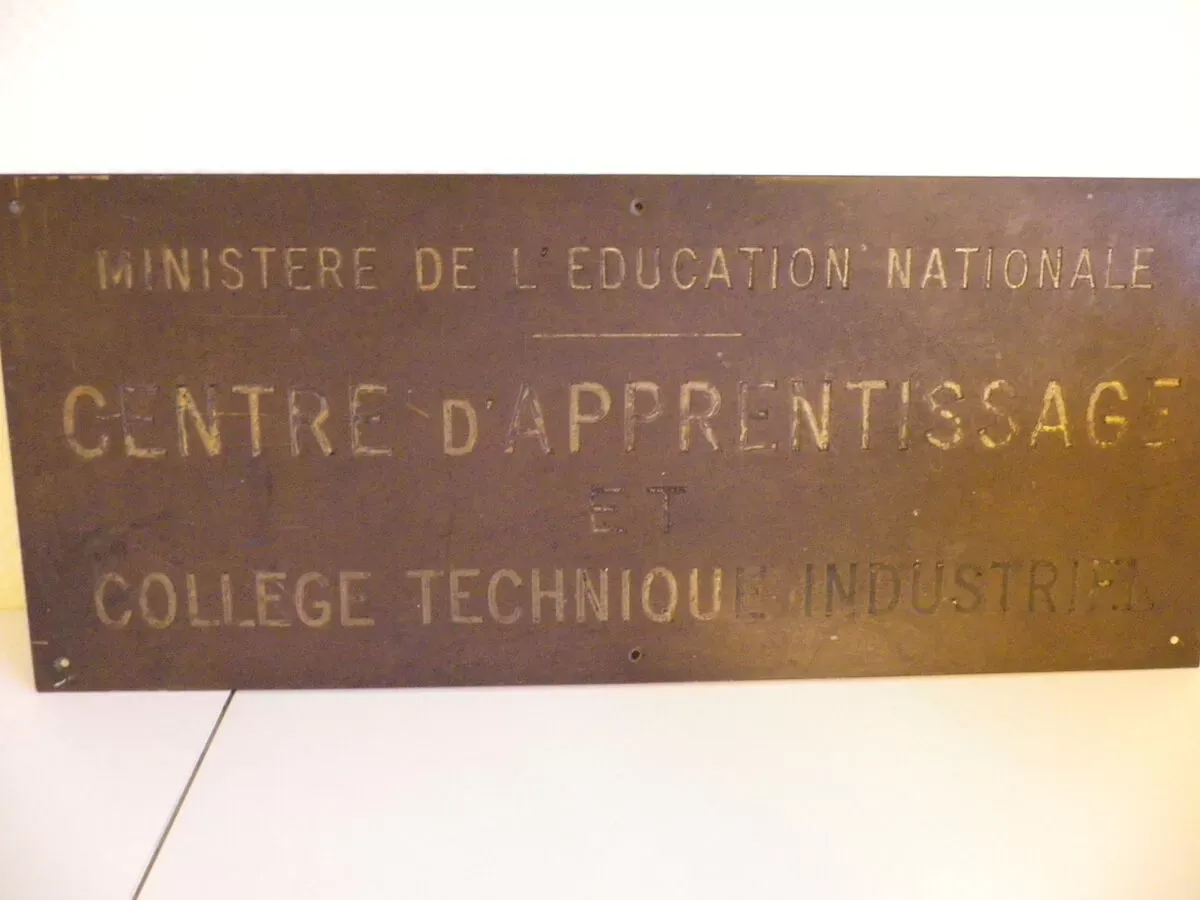 MINISTERE DE L'EDUCATION NATIONALE
CENTRE D'APPRENTISSAGE
ET
COLLEGE TECHNIQUE INDUSTRIEL